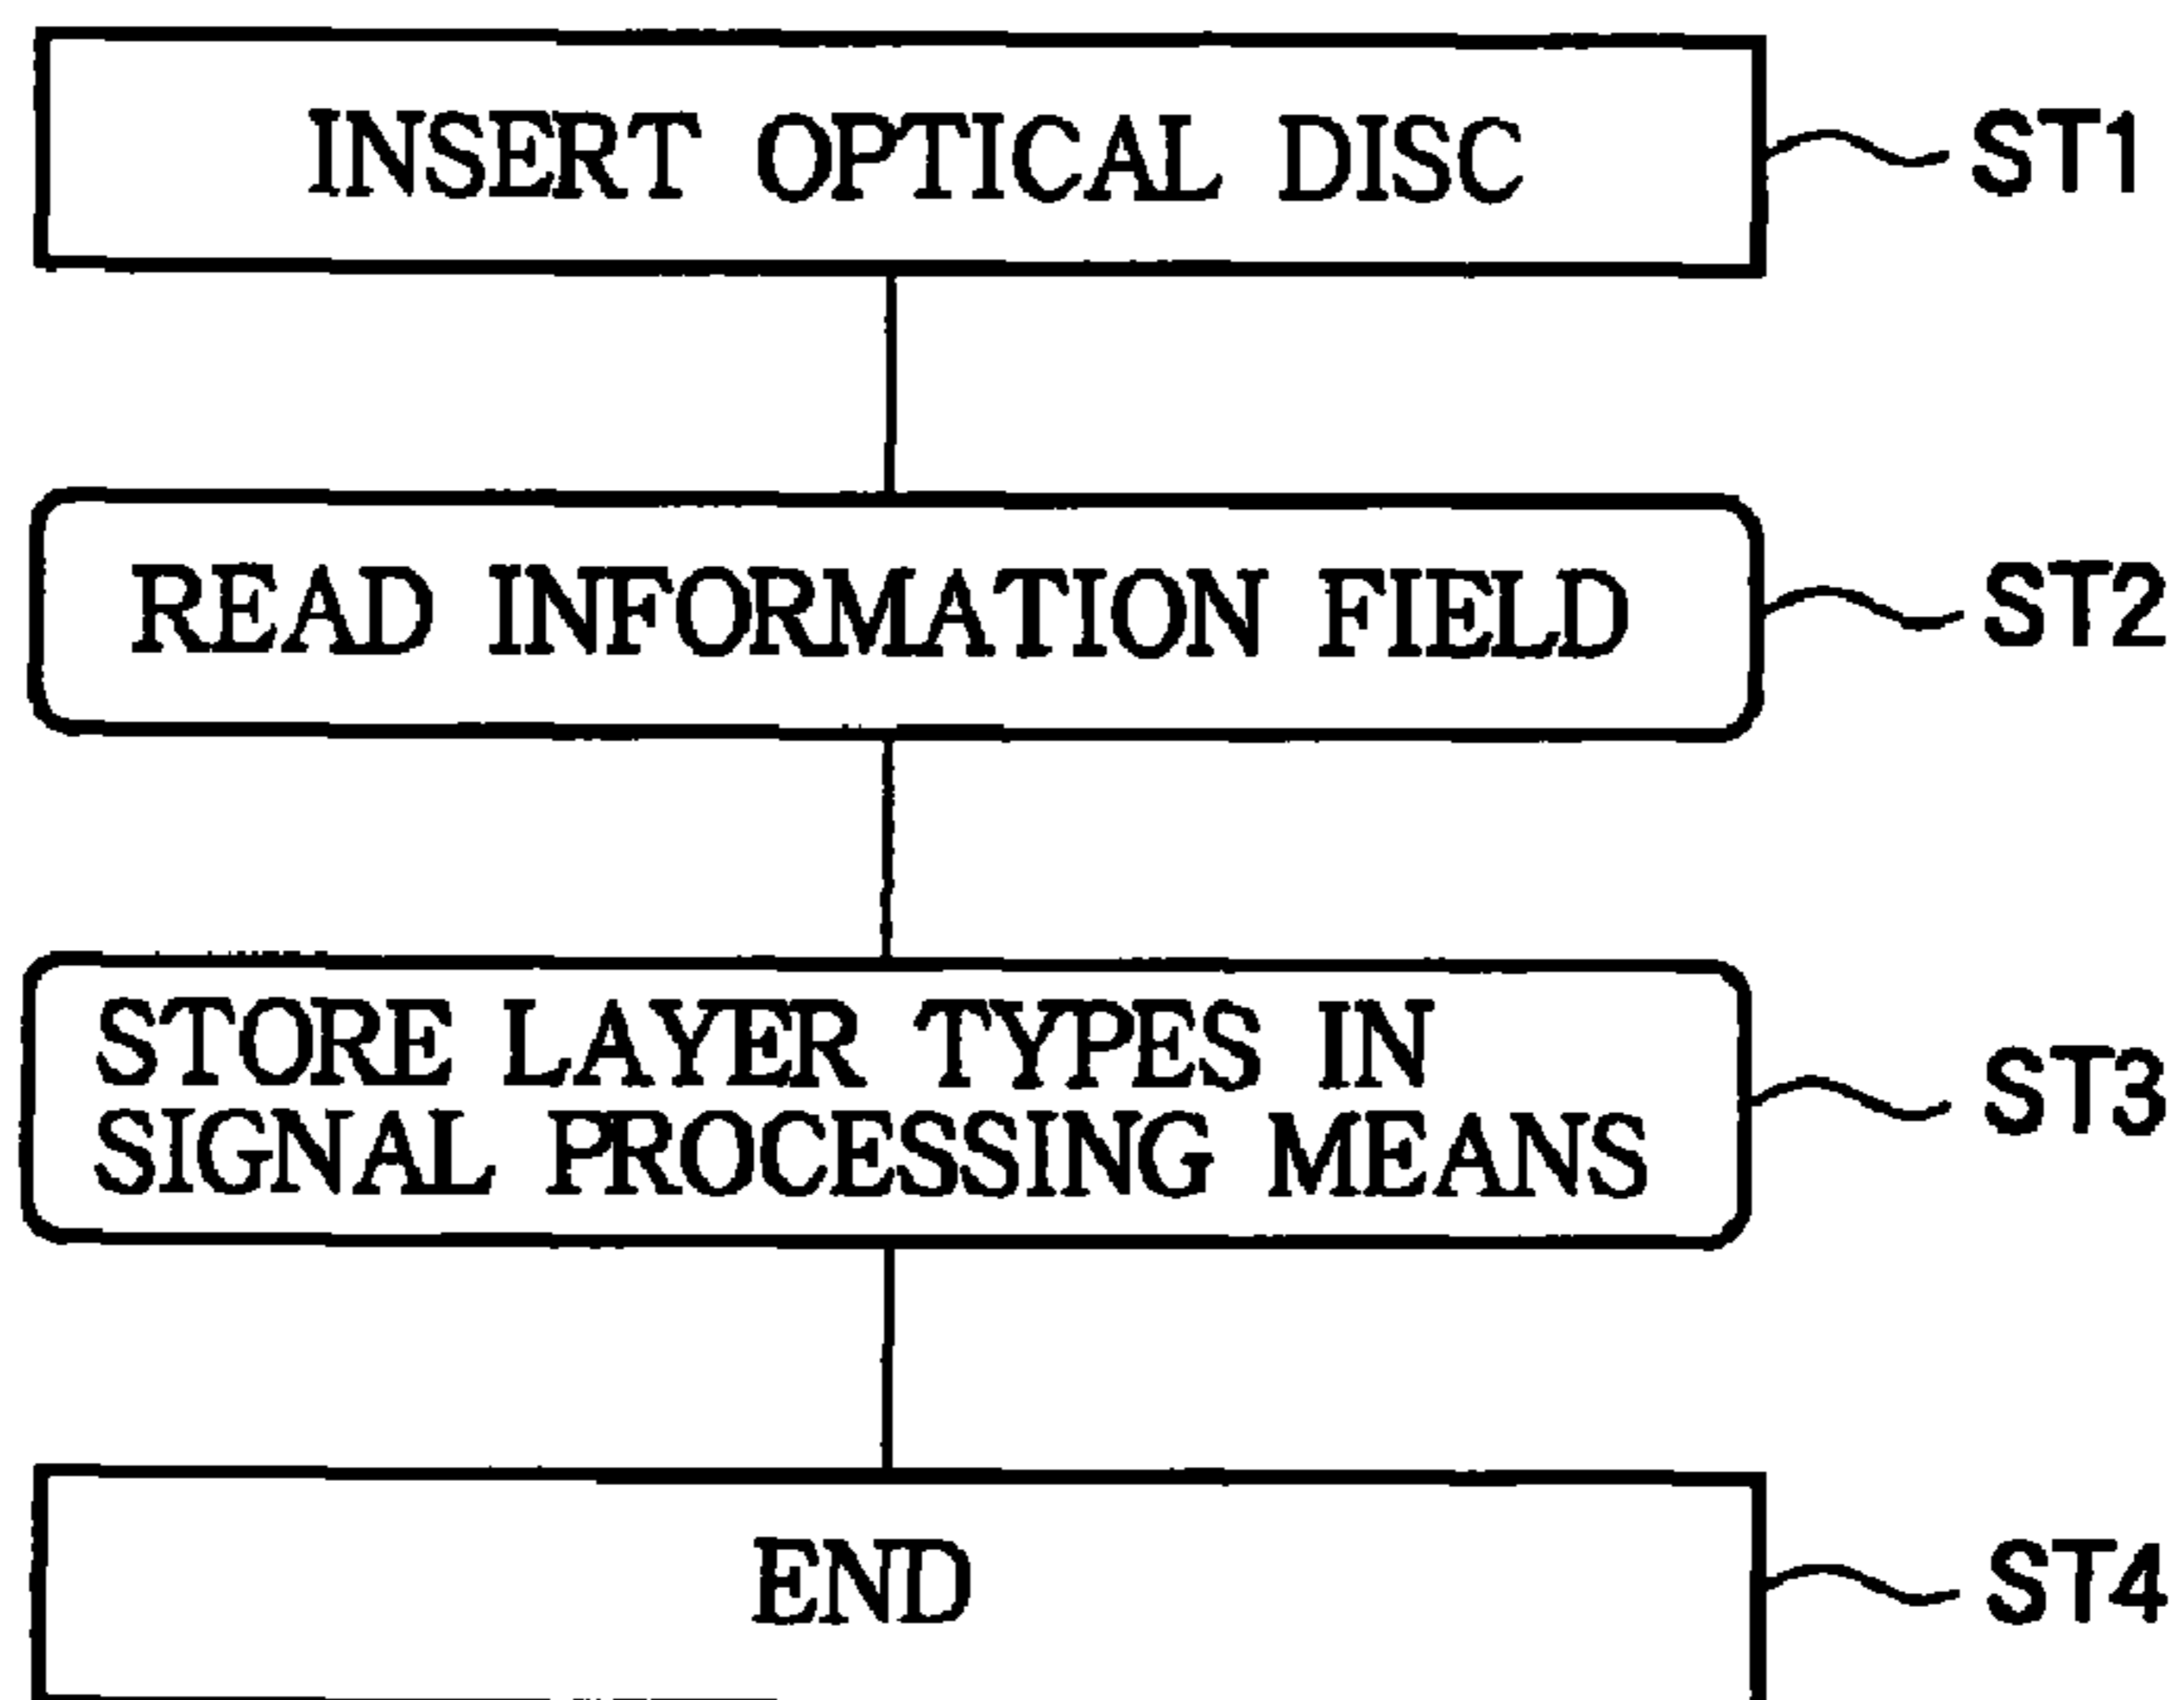 INSERT OPTICAL DISC ST1
READ INFORMATION FIELD ST2
STORE LAYER TYPES IN
SIGNAL PROCESSING MEANS ST3
END ST4